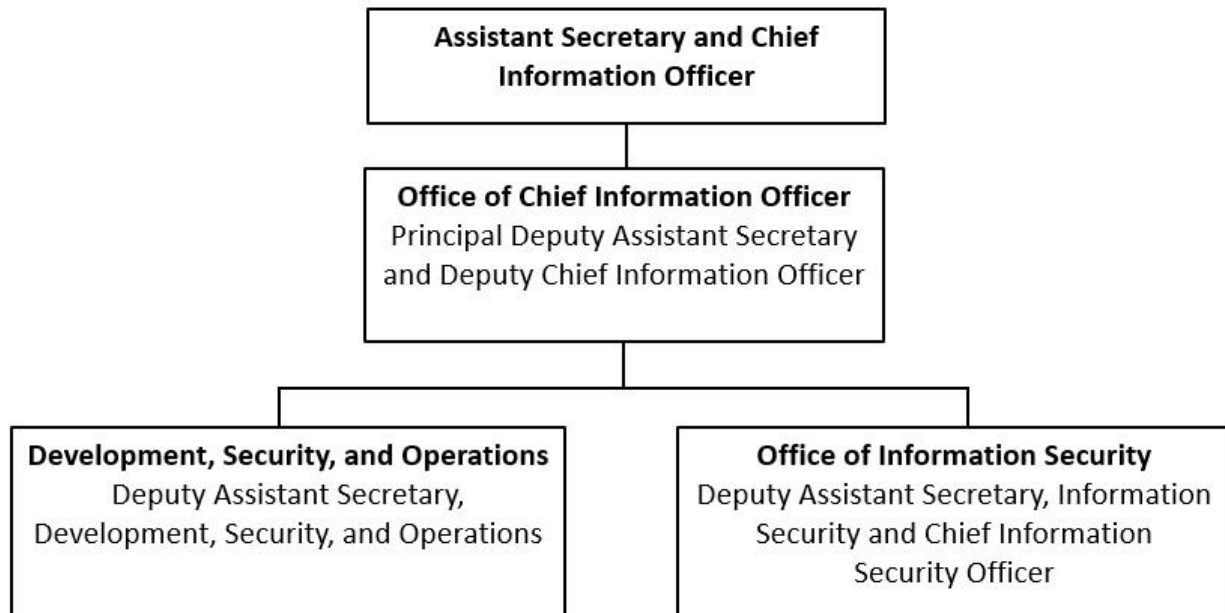 Assistant Secretary and Chief
Information Officer
Office of Chief Information Officer
Principal Deputy Assistant Secretary
and Deputy Chief Information Officer
Development, Security, and Operations
Deputy Assistant Secretary,
Development, Security, and Operations
Office of Information Security
Deputy Assistant Secretary, Information
Security and Chief Information
Security Officer